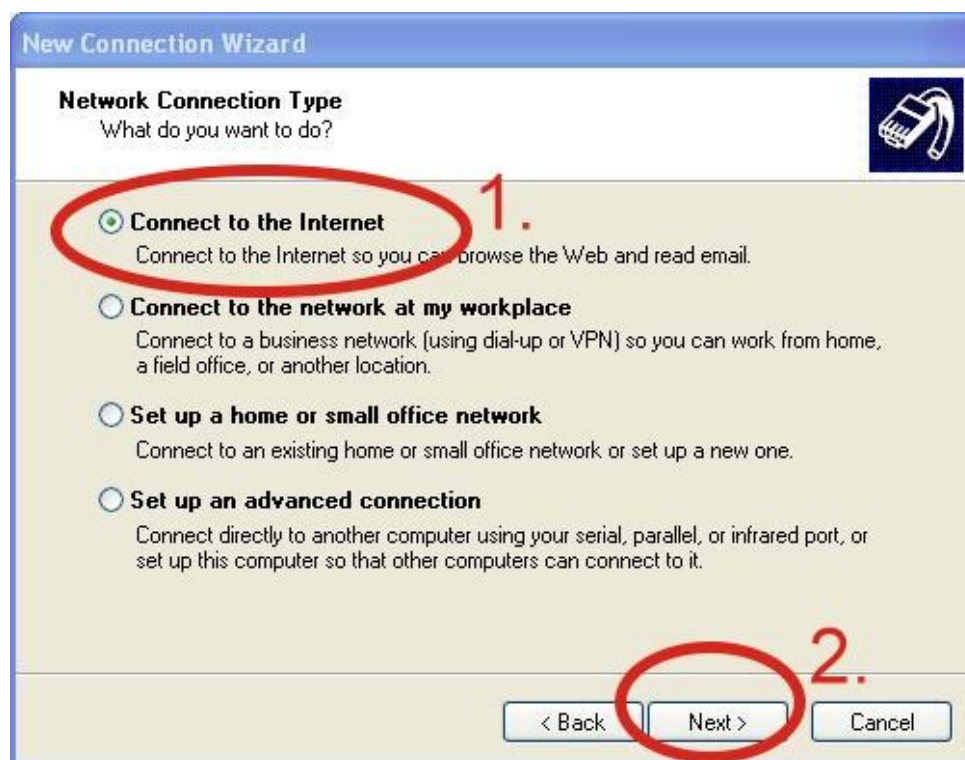 New Connection Wizard
Network Connection Type
What do you want to do?
1.
Connect to the Internet
Connect to the Internet so you can browse the Web and read email.
Connect to the network at my workplace
Connect to a business network (using dial-up or VPN) so you can work from home,
a field office, or another location.
Set up a home or small office network
Connect to an existing home or small office network or set up a new one.
Set up an advanced connection
Connect directly to another computer using your serial, parallel, or infrared port, or
set up this computer so that other computers can connect to it.
2.
< Back Next > Cancel